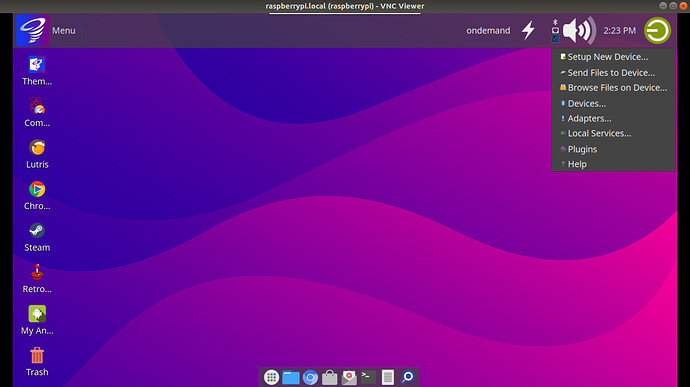 raspberrypi.local (raspberrypi) - VNC Viewer
Menu
ondemand
2:23 PM
Setup New Device...
Send Files to Device...
Browse Files on Device...
Devices...
Adapters...
Local Services...
Plugins
Help
Them...
Com...
Lutris
Chro...
Steam
Retro...
My An...
Trash